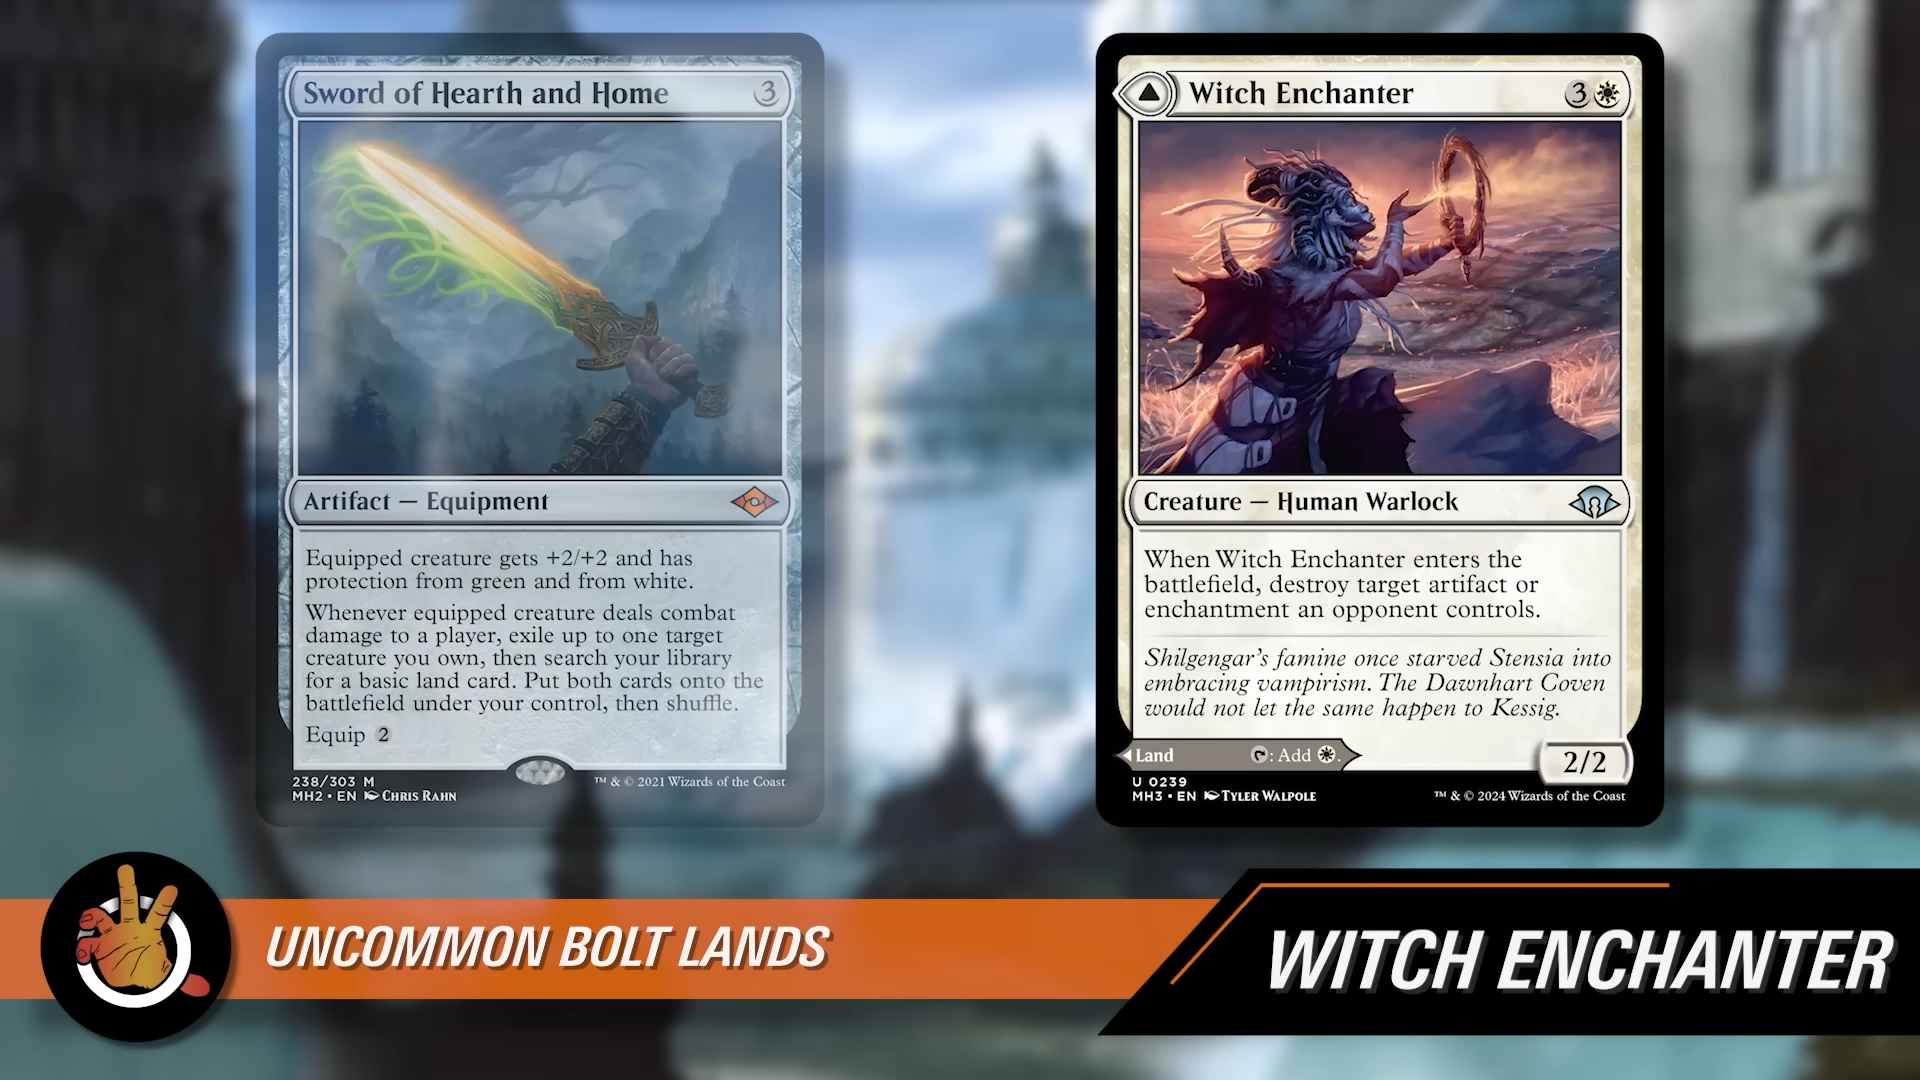 Sword of Hearth and Home 3
Artifact — Equipment
Equipped creature gets +2/+2 and has
protection from green and from white.
Whenever equipped creature deals combat
damage to a player, exile up to one target
creature you own, then search your library
for a basic land card. Put both cards onto the
battlefield under your control, then shuffle.
Equip 2
238/303 M
MH2 • EN CHRIS RAHN
™ & © 2021 Wizards of the Coast
Witch Enchanter 3
Creature — Human Warlock
When Witch Enchanter enters the
battlefield, destroy target artifact or
enchantment an opponent controls.
Shilgengar's famine once starved Stensia into
embracing vampirism. The Dawnhart Coven
would not let the same happen to Kessig.
Land : Add .
2/2
U 0239
MH3 • EN TYLER WALPOLE
™ & © 2024 Wizards of the Coast
UNCOMMON BOLT LANDS
WITCH ENCHANTER